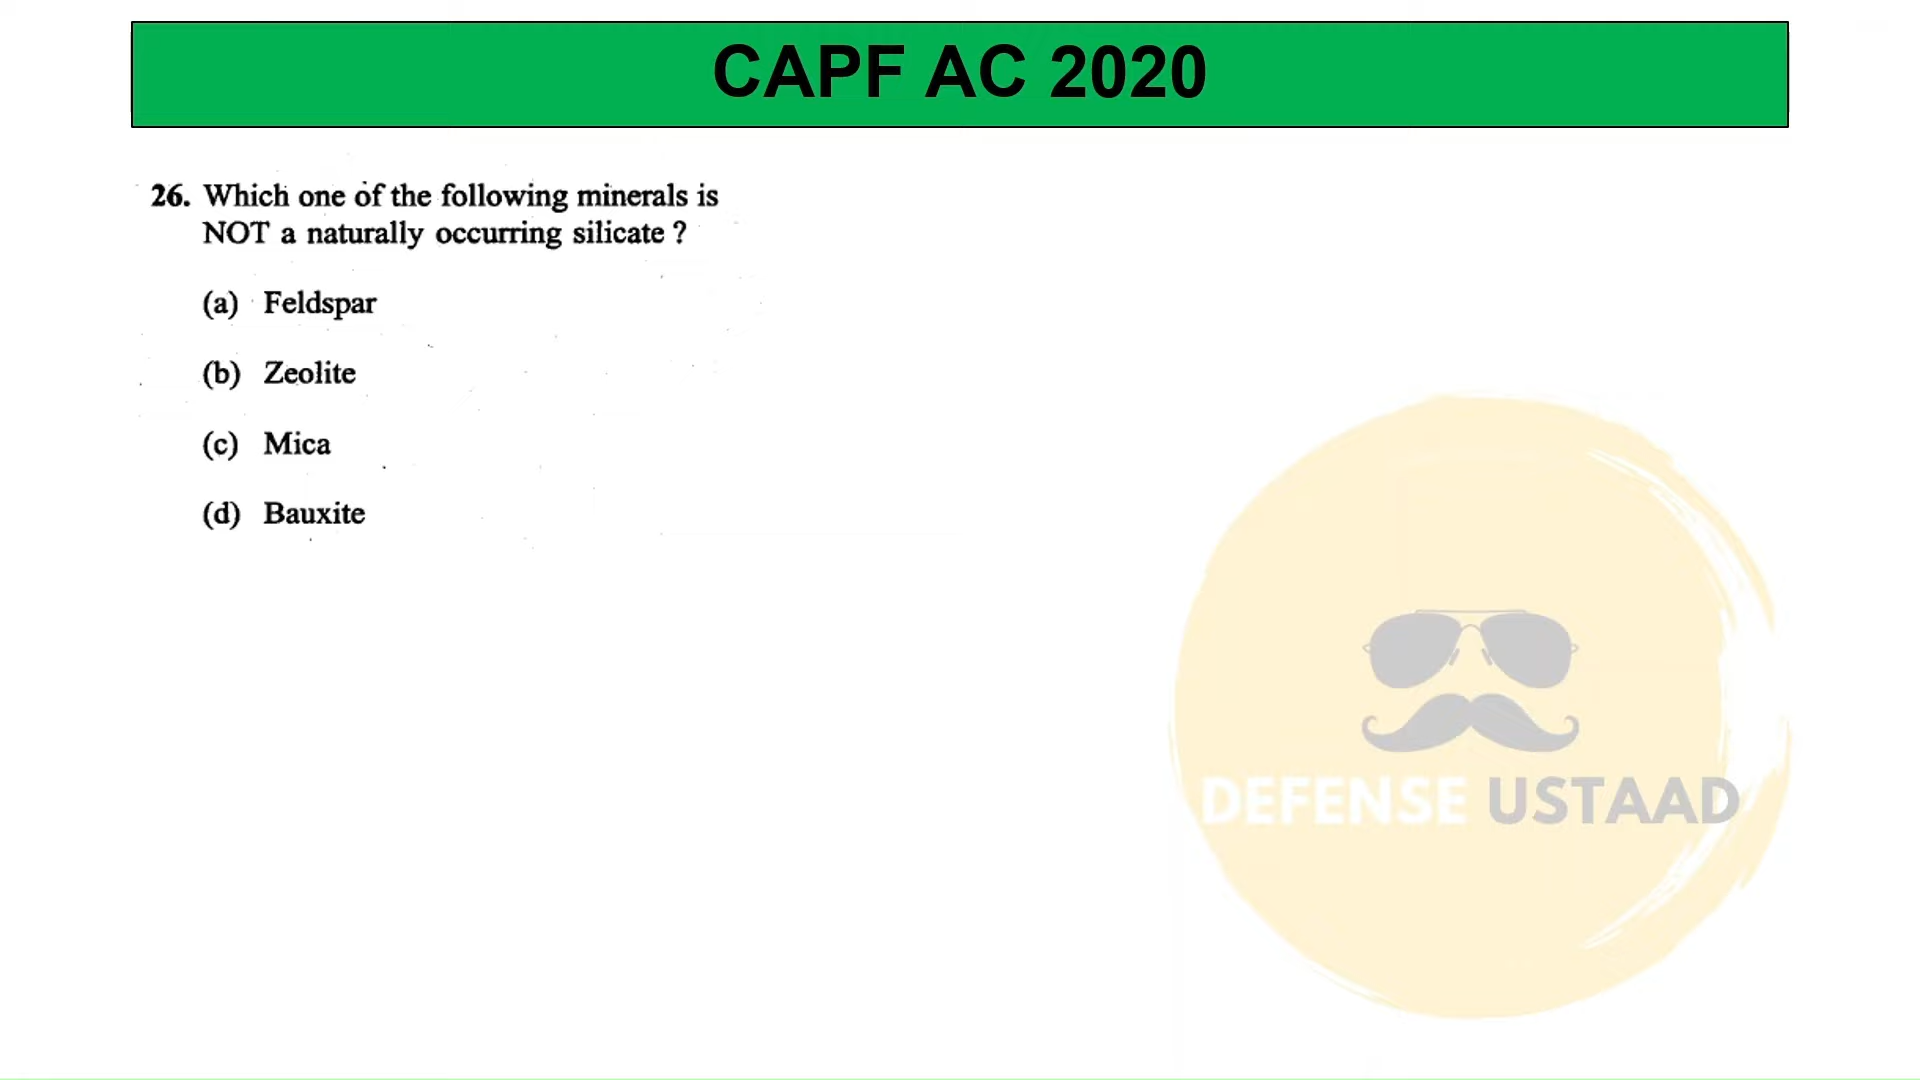 CAPF AC 2020
26. Which one of the following minerals is
NOT a naturally occurring silicate ?
(a) Feldspar
(b) Zeolite
(c) Mica
(d) Bauxite
DEFENSE USTAAD